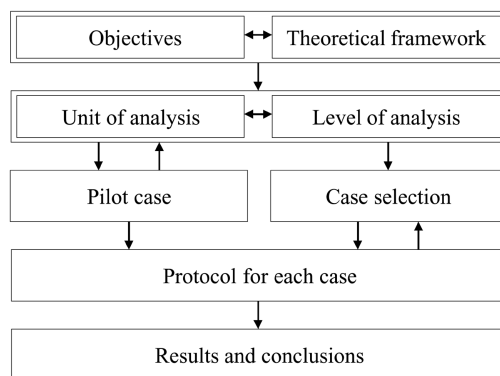 Objectives
Theoretical framework
Unit of analysis
Level of analysis
Pilot case
Case selection
Protocol for each case
Results and conclusions